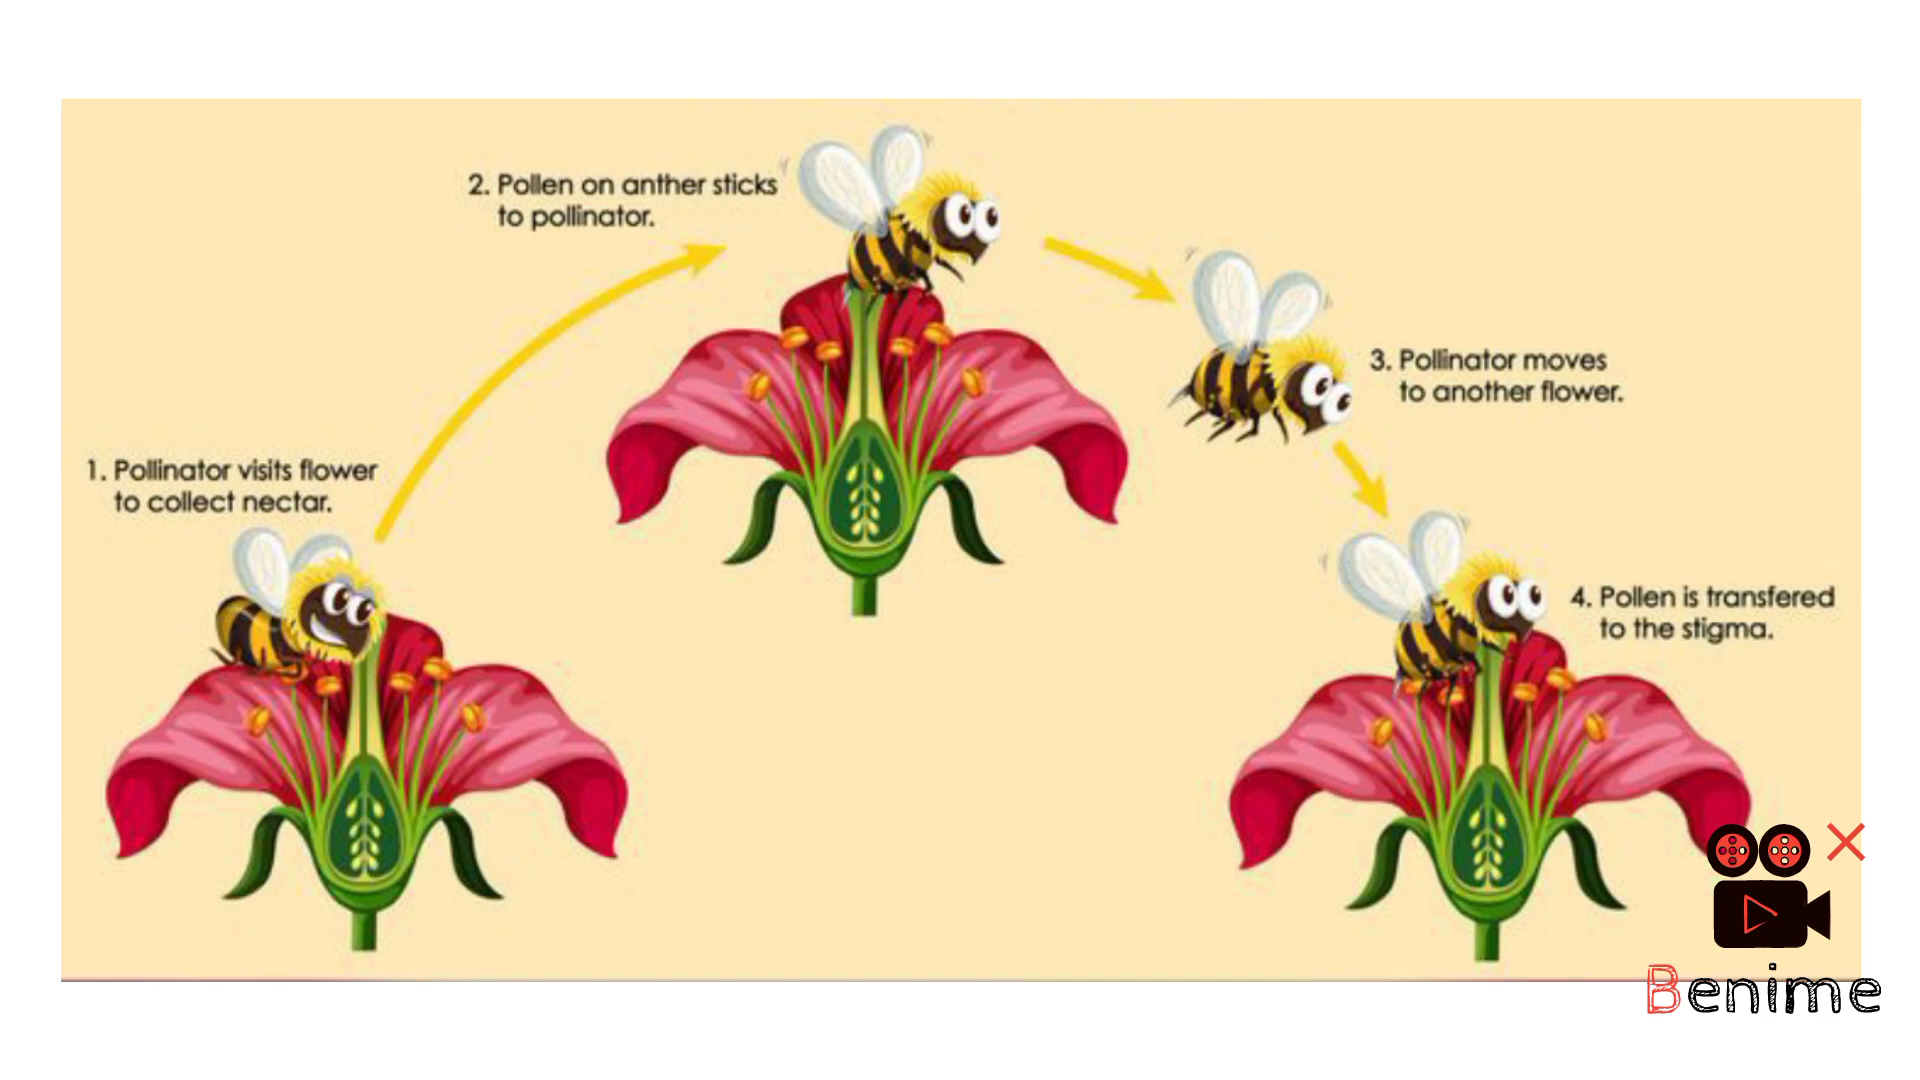 1. Pollinator visits flower
to collect nectar.
2. Pollen on anther sticks
to pollinator.
3. Pollinator moves
to another flower.
4. Pollen is transfered
to the stigma.
Benime